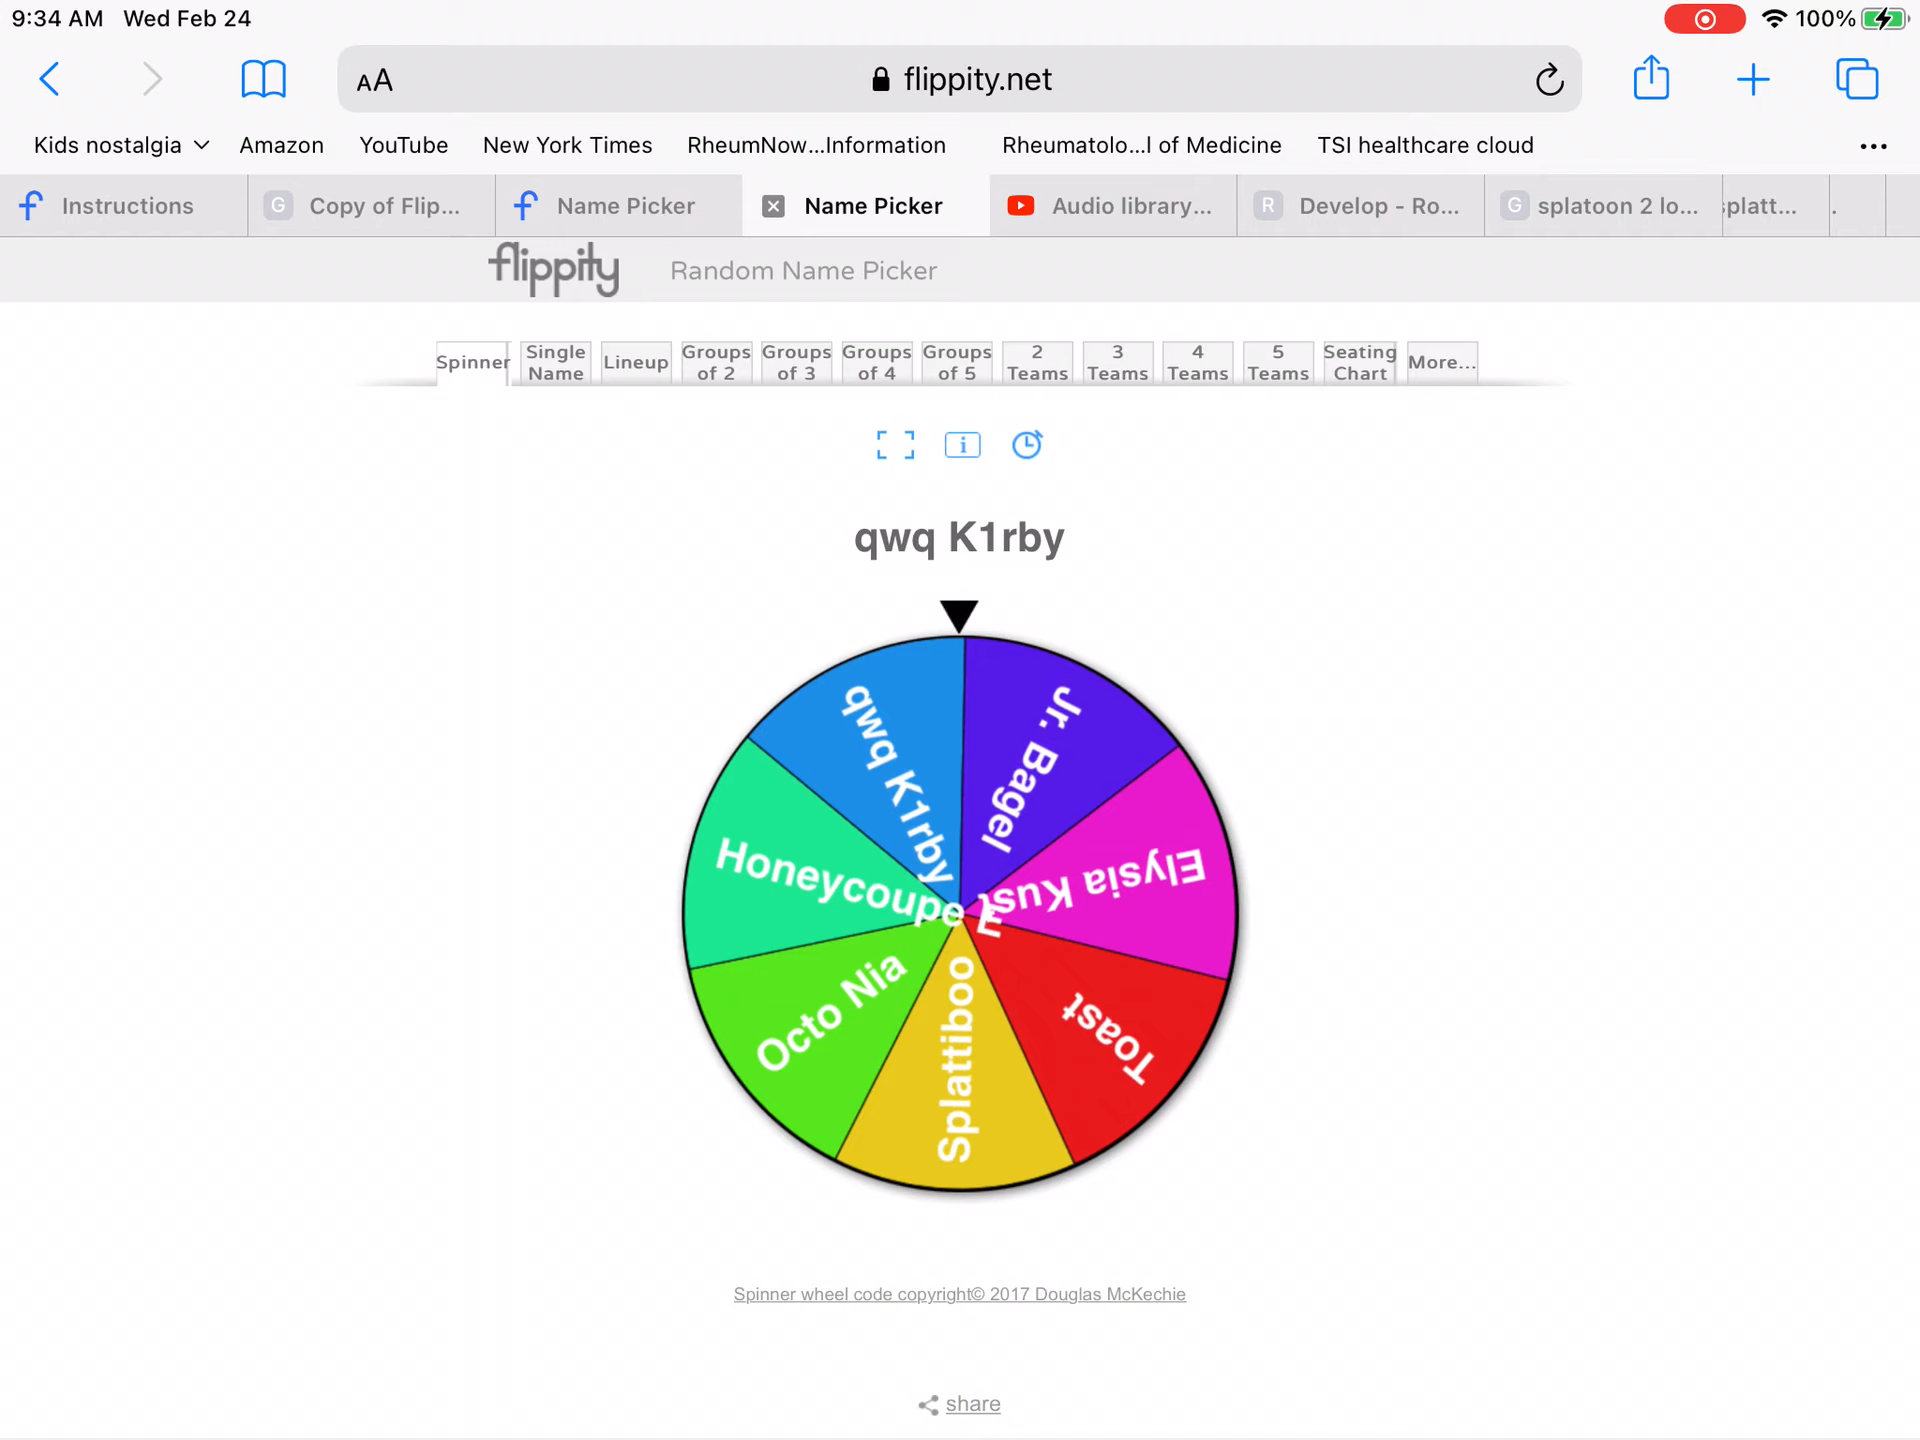 9:34 AM Wed Feb 24
100%
AA
flippity.net
Kids nostalgia Amazon YouTube New York Times RheumNow...Information Rheumatolo...l of Medicine TSI healthcare cloud
Instructions G Copy of Flip... Name Picker Name Picker Audio library... R Develop - Ro... G splatoon 2 lo... splatt... .
flippity Random Name Picker
Spinner
Single Name
Lineup
Groups of 2
Groups of 3
Groups of 4
Groups of 5
2 Teams
3 Teams
4 Teams
5 Teams
Seating Chart
More...
qwq K1rby
qwq K1rby
Jr. Bagel
Honeycoupe
Elysia
Octo Nia
Toast
Splattiboo
Spinner wheel code copyright© 2017 Douglas McKechie
share